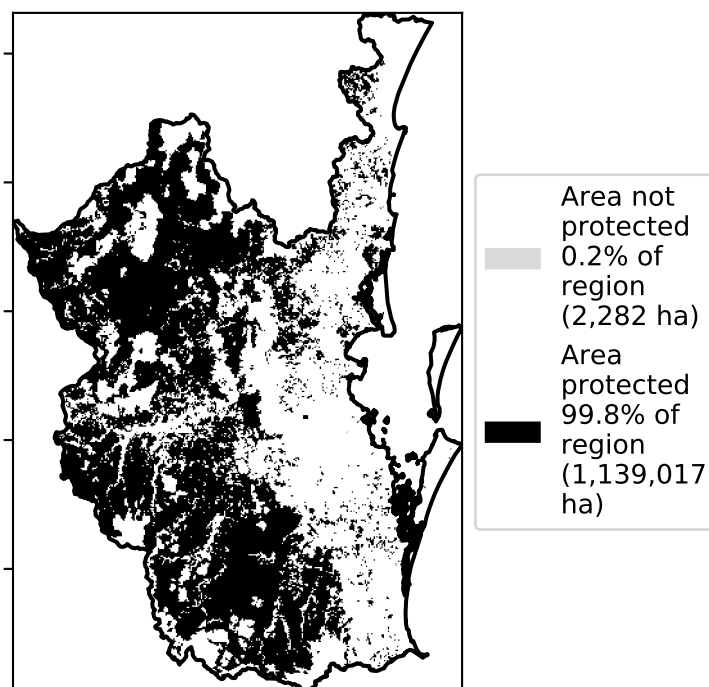 Area not
protected
0.2% of
region
(2,282 ha)
Area
protected
99.8% of
region
(1,139,017
ha)